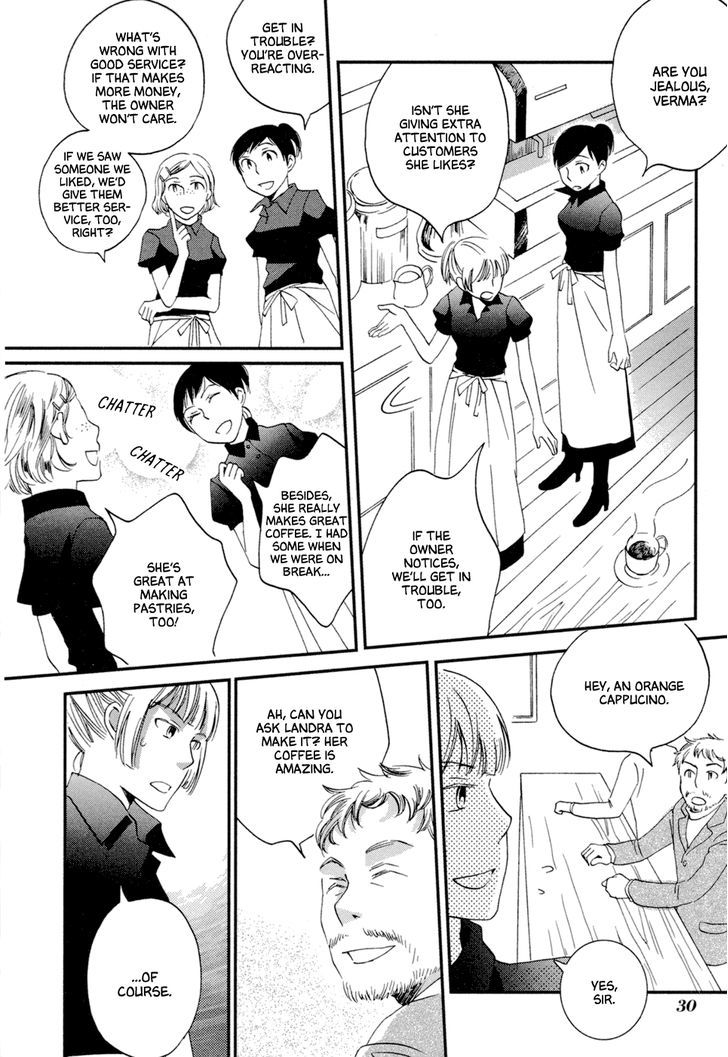 ARE YOU
JEALOUS,
VERMA?
ISN'T SHE
GIVING EXTRA
ATTENTION TO
CUSTOMERS
SHE LIKES?
IF THE
OWNER
NOTICES,
WE'LL GET IN
TROUBLE,
TOO.
GET IN
TROUBLE?
YOU'RE OVER-
REACTING.
WHAT'S
WRONG WITH
GOOD SERVICE?
IF THAT MAKES
MORE MONEY,
THE OWNER
WON'T CARE.
IF WE SAW
SOMEONE WE
LIKED, WE'D
GIVE THEM
BETTER SER-
VICE, TOO,
RIGHT?
CHATTER
CHATTER
BESIDES,
SHE REALLY
MAKES GREAT
COFFEE. I HAD
SOME WHEN
WE WERE ON
BREAK...
SHE'S
GREAT AT
MAKING
PASTRIES,
TOO!
HEY, AN ORANGE
CAPPUCINO.
YES,
SIR.
AH, CAN YOU
ASK LANDRA TO
MAKE IT? HER
COFFEE IS
AMAZING.
...OF
COURSE.
30